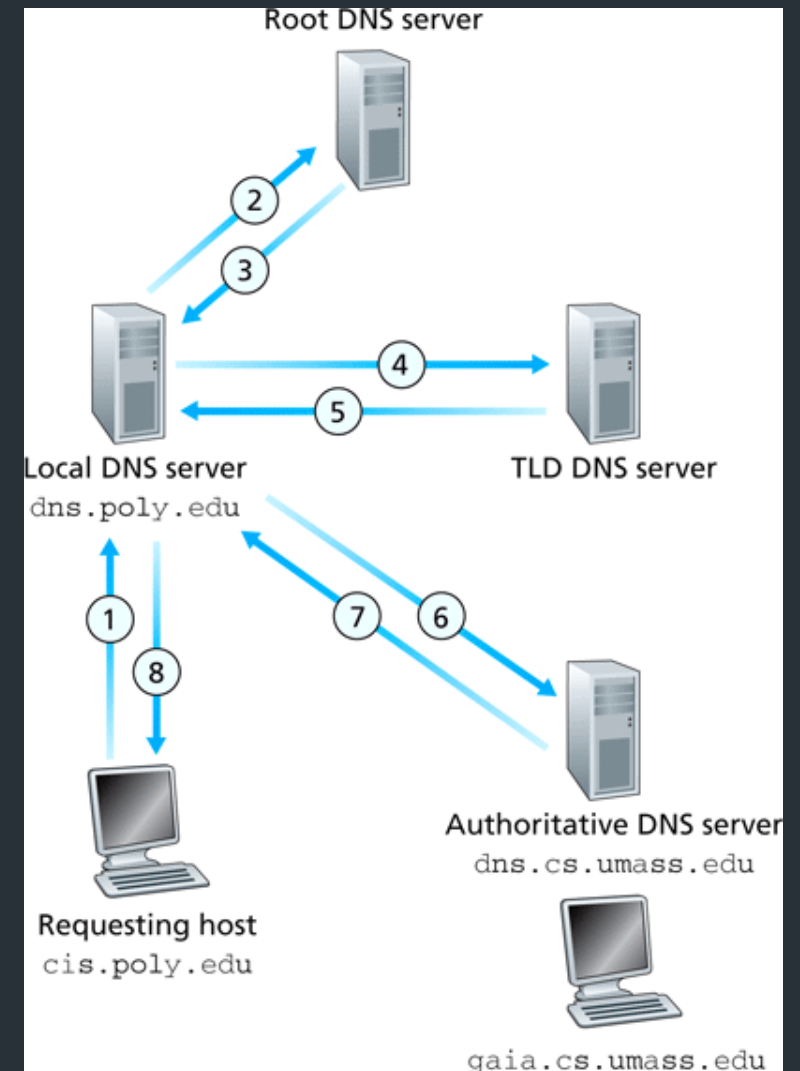 Root DNS server
2
3
4
5
Local DNS server
dns.poly.edu
TLD DNS server
1
8
7
6
Authoritative DNS server
dns.cs.umass.edu
Requesting host
cis.poly.edu
gaia.cs.umass.edu